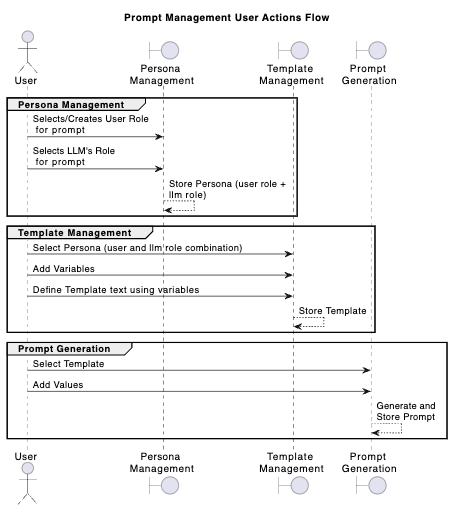 Prompt Management User Actions Flow
User
Persona
Management
Template
Management
Prompt
Generation
Persona Management
Selects/Creates User Role
for prompt
Selects LLM's Role
for prompt
Store Persona (user role +
llm role)
Template Management
Select Persona (user and llm role combination)
Add Variables
Define Template text using variables
Store Template
Prompt Generation
Select Template
Add Values
Generate and
Store Prompt
User
Persona
Management
Template
Management
Prompt
Generation